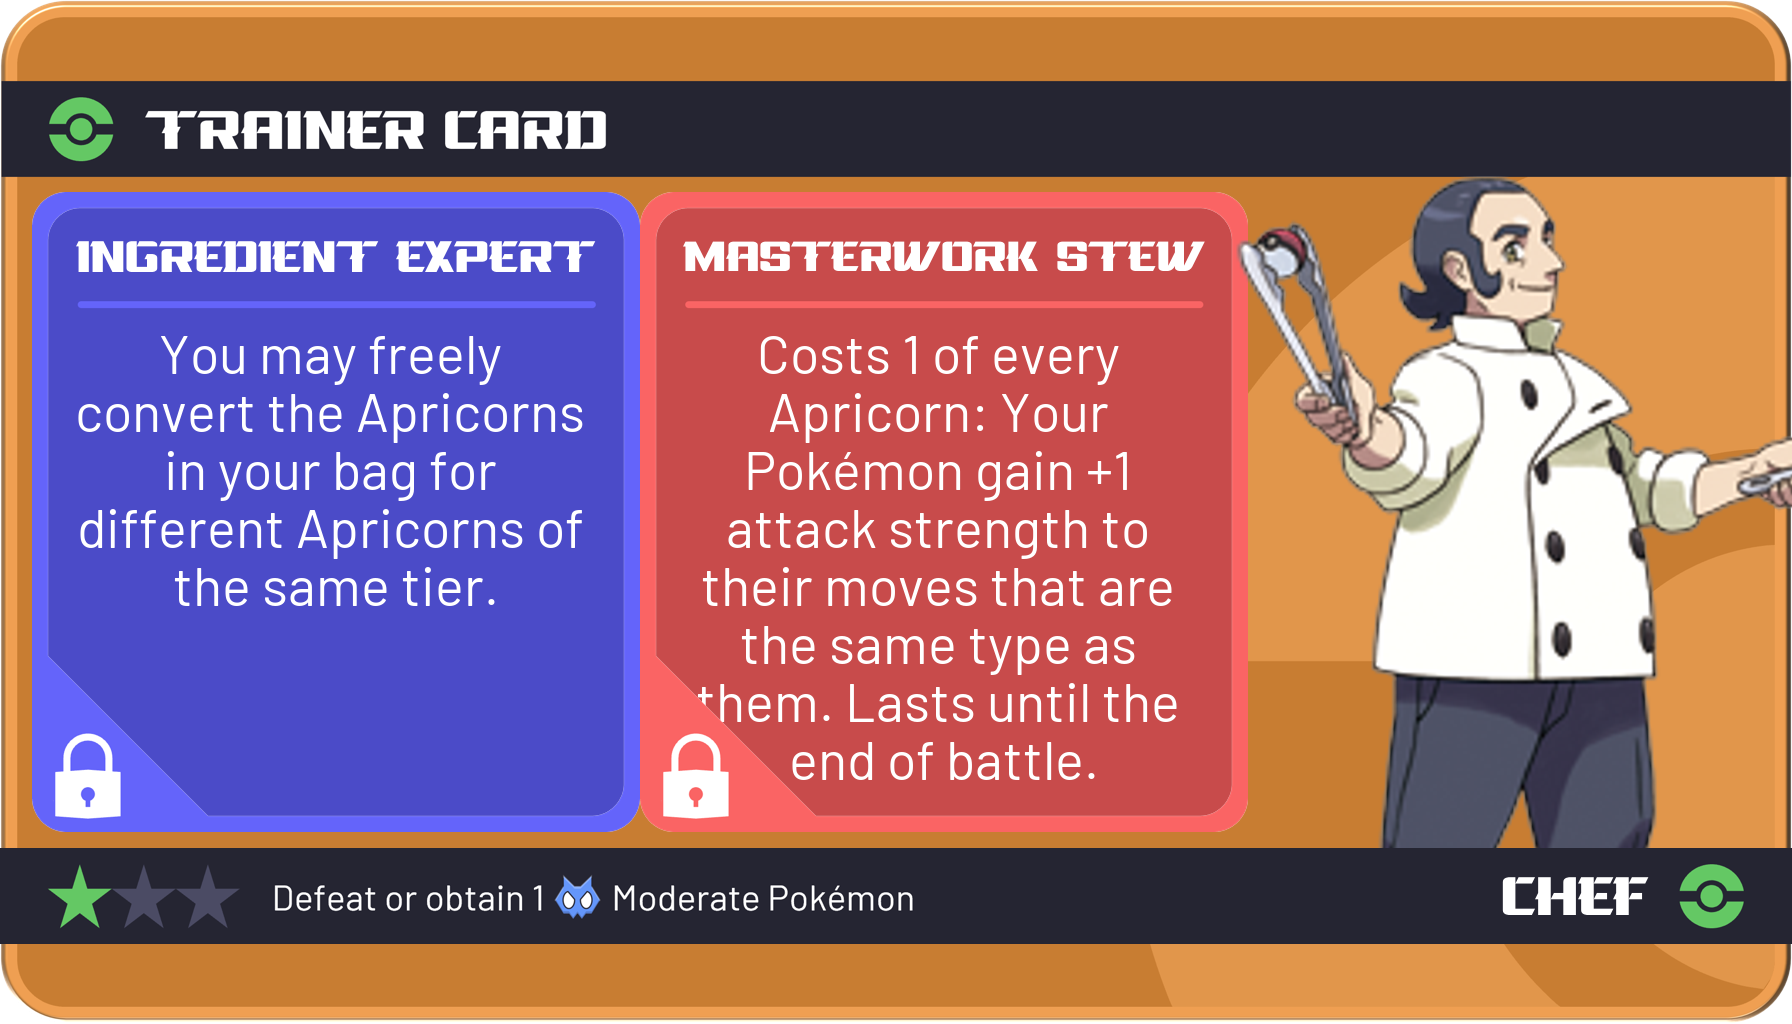 TRAINER CARD
INGREDIENT EXPERT
You may freely
convert the Apricorns
in your bag for
different Apricorns of
the same tier.
MASTERWORK STEW
Costs 1 of every
Apricorn: Your
Pokémon gain +1
attack strength to
their moves that are
the same type as
them. Lasts until the
end of battle.
Defeat or obtain 1 Moderate Pokémon
CHEF